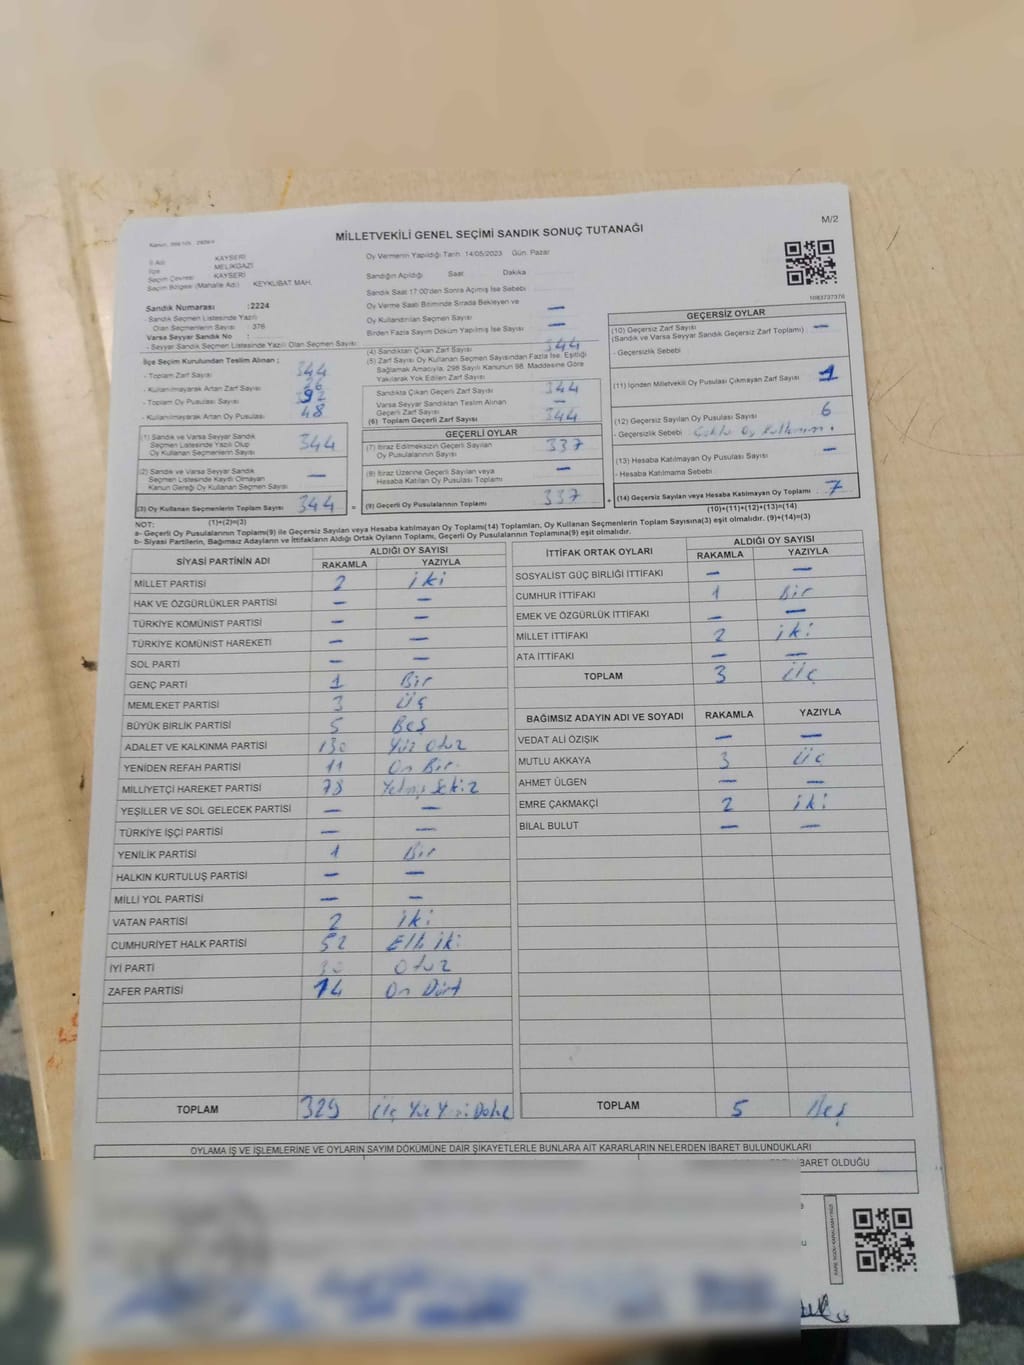 M/2
MİLLETVEKİLİ GENEL SEÇİMİ SANDIK SONUÇ TUTANAĞI
İl Adı : KAYSERİ
İlçe : MELİKGAZİ
Seçim Çevresi : KAYSERİ
Seçim Bölgesi (Mahalle Adı) KEYKUBAT MAH.
Oy Vermenin Yapıldığı Tarih 14/05/2023 Gün. Pazar
Sandığın Açıldığı Saat Dakika
Sandık Saat 17:00'den Sonra Açılmış İse Sebebi
Oy Verme Saati Bitiminde Sırada Bekleyen ve
Oy Kullandırılan Seçmen Sayısı —
Birden Fazla Sayım Döküm Yapılmış İse Sayısı —
1083737376
Sandık Numarası : 2224
- Sandık Seçmen Listesinde Yazılı
Olan Seçmenlerin Sayısı : 376
Varsa Seyyar Sandık No :
- Seyyar Sandık Seçmen Listesinde Yazılı Olan Seçmen Sayısı
İlçe Seçim Kurulundan Teslim Alınan ;
- Toplam Zarf Sayısı
- Kullanılmayarak Artan Zarf Sayısı
- Toplam Oy Pusulası Sayısı
- Kullanılmayarak Artan Oy Pusulası 48
(1) Sandık ve Varsa Seyyar Sandık
Seçmen Listesinde Yazılı Olup
Oy Kullanan Seçmenlerin Sayısı 344
(2) Sandık ve Varsa Seyyar Sandık
Seçmen Listesinde Kayıtlı Olmayan
Kanun Gereği Oy Kullanan Seçmen Sayısı —
(3) Oy Kullanan Seçmenlerin Toplam Sayısı 344 =
(4) Sandıktan Çıkan Zarf Sayısı 344
(5) Zarf Sayısı Oy Kullanan Seçmen Sayısından Fazla İse, Eşitliği
Sağlamak Amacıyla, 298 Sayılı Kanunun 98. Maddesine Göre
Yakılarak Yok Edilen Zarf Sayısı
Sandıkta Çıkan Geçerli Zarf Sayısı 344
Varsa Seyyar Sandıktan Teslim Alınan
Geçerli Zarf Sayısı —
(6) Toplam Geçerli Zarf Sayısı 344
GEÇERLİ OYLAR
(7) İtiraz Edilmeksizin Geçerli Sayılan
Oy Pusulasının Sayısı 337
(8) İtiraz Üzerine Geçerli Sayılan veya
Hesaba Katılan Oy Pusulası Sayısı —
(9) Geçerli Oy Pusulalarının Toplamı 337 +
GEÇERSİZ OYLAR
(10) Geçersiz Zarf Sayısı —
(Sandık ve Varsa Seyyar Sandık Geçersiz Zarf Toplamı)
- Geçersizlik Sebebi
(11) İçinden Milletvekili Oy Pusulası Çıkmayan Zarf Sayısı 1
(12) Geçersiz Sayılan Oy Pusulası Sayısı 6
- Geçersizlik Sebebi
(13) Hesaba Katılmayan Oy Pusulası Sayısı —
- Hesaba Katılmama Sebebi
(14) Geçersiz Sayılan veya Hesaba Katılmayan Oy Toplamı 7
(1)+(2)=(3)
(10)+(11)+(12)+(13)=(14)
NOT:
a- Geçerli Oy Pusulalarının Toplamı(9) ile Geçersiz Sayılan veya Hesaba katılmayan Oy Toplamı(14) Toplamları, Oy Kullanan Seçmenlerin Toplam Sayısına(3) eşit olmalıdır. (9)+(14)=(3)
b- Siyasi Partilerin, Bağımsız Adayların ve İttifakların Aldığı Ortak Oyların Toplamı, Geçerli Oy Pusulalarının Toplamına(9) eşit olmalıdır.
SİYASİ PARTİNİN ADI ALDIĞI OY SAYISI
RAKAMLA YAZIYLA
MİLLET PARTİSİ 2 iki
HAK VE ÖZGÜRLÜKLER PARTİSİ — —
TÜRKİYE KOMÜNİST PARTİSİ — —
TÜRKİYE KOMÜNİST HAREKETİ — —
SOL PARTİ — —
GENÇ PARTİ 1 Bir
MEMLEKET PARTİSİ 3 Üç
BÜYÜK BİRLİK PARTİSİ 5 Beş
ADALET VE KALKINMA PARTİSİ 130 Yüz otuz
YENİDEN REFAH PARTİSİ 11 On Bir
MİLLİYETÇİ HAREKET PARTİSİ 78 Yetmiş Sekiz
YEŞİLLER VE SOL GELECEK PARTİSİ — —
TÜRKİYE İŞÇİ PARTİSİ — —
YENİLİK PARTİSİ 1 Bir
HALKIN KURTULUŞ PARTİSİ — —
MİLLİ YOL PARTİSİ — —
VATAN PARTİSİ 2 iki
CUMHURİYET HALK PARTİSİ 52 Elli iki
İYİ PARTİ 30 otuz
ZAFER PARTİSİ 14 On Dört
TOPLAM 329 Üç Yüz Yirmi Dokuz
İTTİFAK ORTAK OYLARI ALDIĞI OY SAYISI
RAKAMLA YAZIYLA
SOSYALİST GÜÇ BİRLİĞİ İTTİFAKI — —
CUMHUR İTTİFAKI 1 Bir
EMEK VE ÖZGÜRLÜK İTTİFAKI — —
MİLLET İTTİFAKI 2 iki
ATA İTTİFAKI — —
TOPLAM 3 Üç
BAĞIMSIZ ADAYIN ADI VE SOYADI RAKAMLA YAZIYLA
VEDAT ALİ ÖZIŞIK — —
MUTLU AKKAYA 3 Üç
AHMET ÜLGEN — —
EMRE ÇAKMAKÇİ 2 iki
BİLAL BULUT — —
TOPLAM 5 Beş
OYLAMA İŞ VE İŞLEMLERİNE VE OYLARIN SAYIM DÖKÜMÜNE DAİR ŞİKAYETLERLE BUNLARA AİT KARARLARIN NELERDEN İBARET BULUNDUKLARI
İBARET OLDUĞU